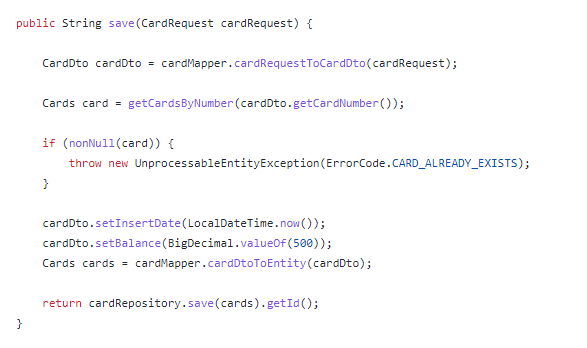 public String save(CardRequest cardRequest) {
CardDto cardDto = cardMapper.cardRequestToCardDto(cardRequest);
Cards card = getCardsByNumber(cardDto.getCardNumber());
if (nonNull(card)) {
throw new UnprocessableEntityException(ErrorCode.CARD_ALREADY_EXISTS);
}
cardDto.setInsertDate(LocalDateTime.now());
cardDto.setBalance(BigDecimal.valueOf(500));
Cards cards = cardMapper.cardDtoToEntity(cardDto);
return cardRepository.save(cards).getId();
}